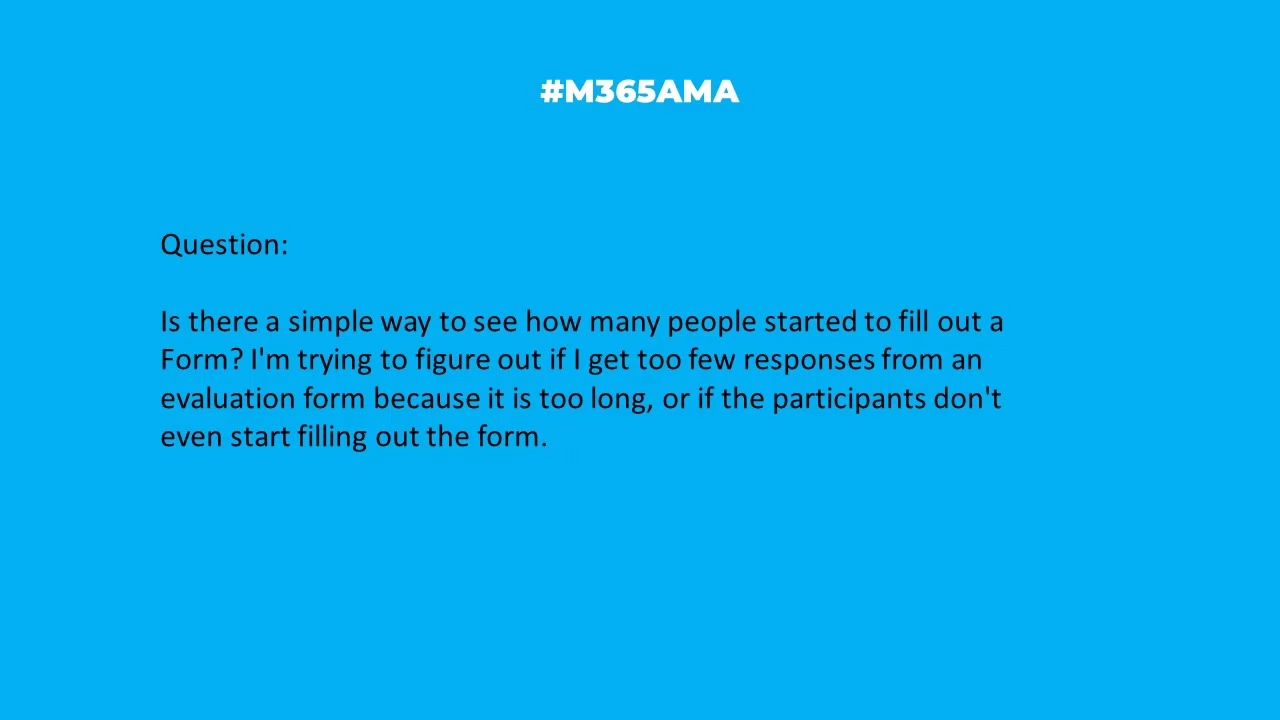 #M365AMA
Question:
Is there a simple way to see how many people started to fill out a
Form? I'm trying to figure out if I get too few responses from an
evaluation form because it is too long, or if the participants don't
even start filling out the form.